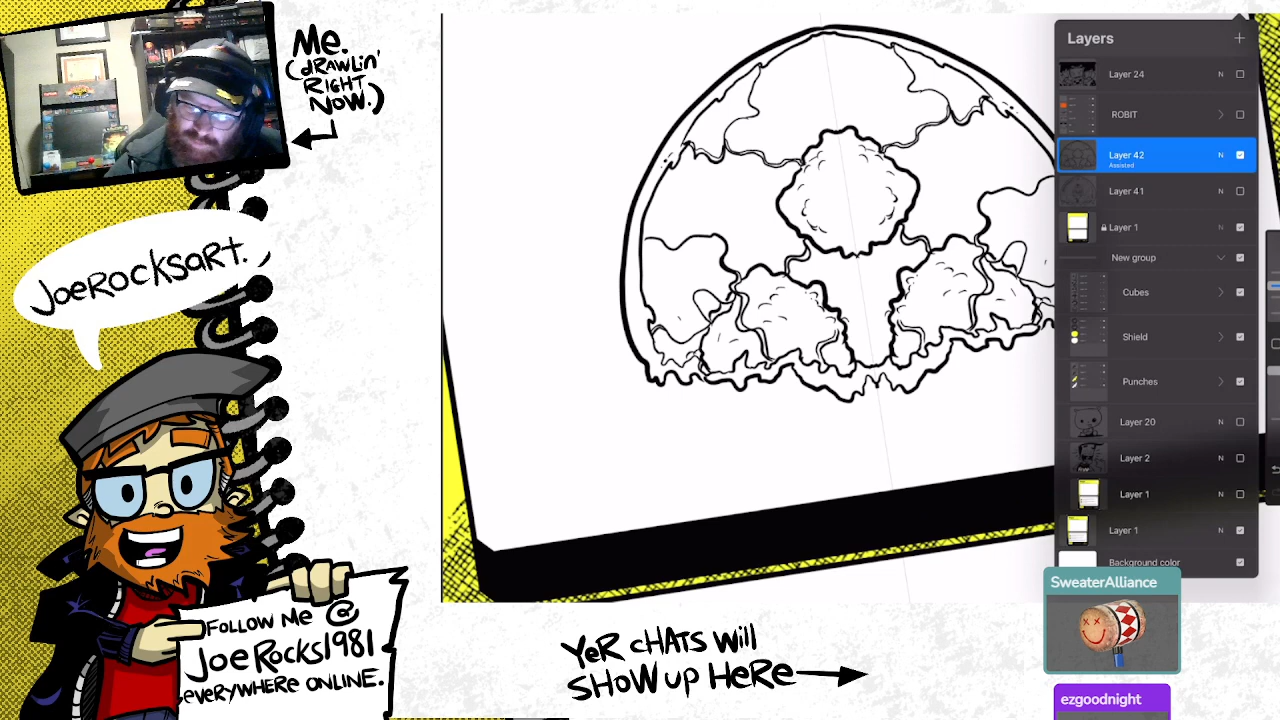 Me.
(dRAWLiN'
RiGHT
NOW.)
JoeRocksaRt.
FOLLOW Me @
JoeRocks1981
eveRYWHeRe ONLiNE.
YeR cHATS WiLL
SHOW up HeRe
Layers
Layer 24 N
ROBIT
Layer 42 N
Assisted
Layer 41 N
Layer 1 N
New group
Cubes
Shield
Punches
Layer 20 N
Layer 2 N
Layer 1 N
Layer 1 N
Background color
SweaterAlliance
ezgoodnight